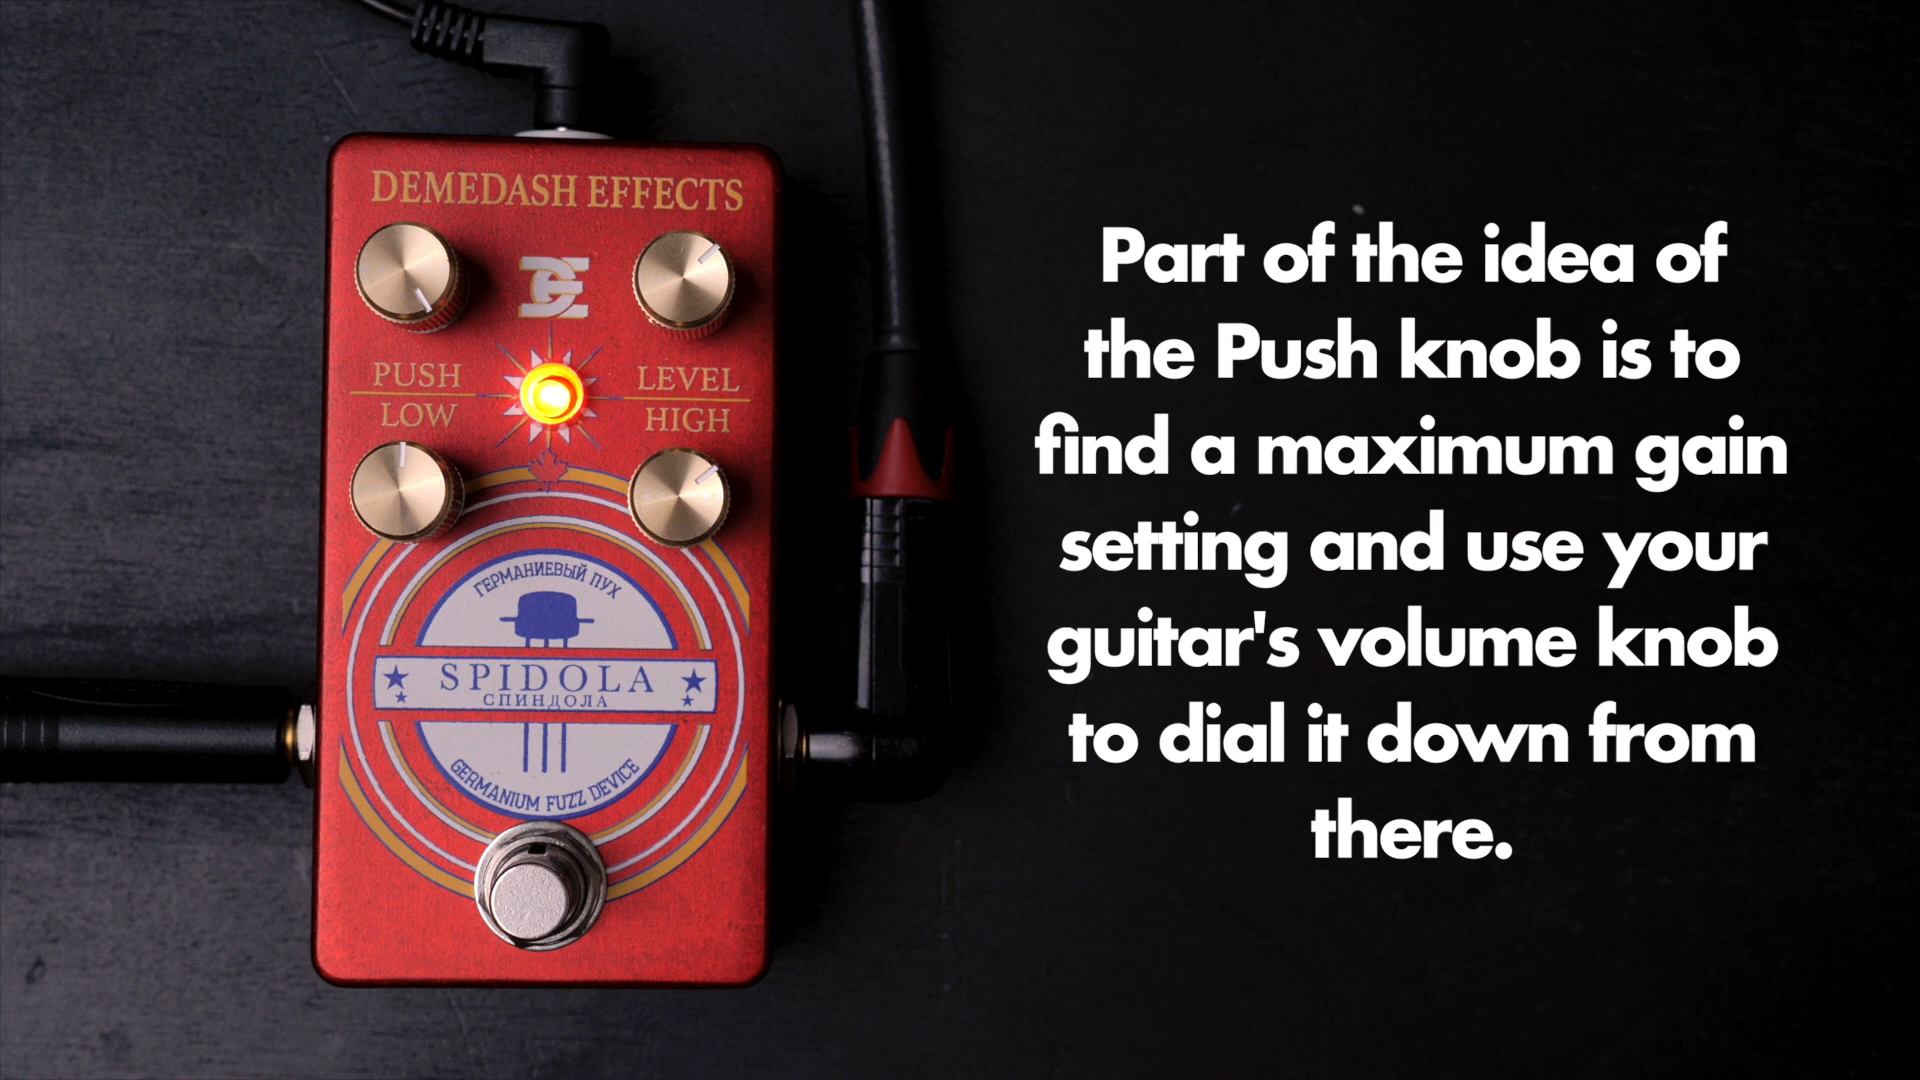 DEMEDASH EFFECTS
DE
PUSH
LEVEL
LOW
HIGH
ГЕРМАНИЕВЫЙ ПУХ
SPIDOLA
СПИНДОЛА
GERMANIUM FUZZ DEVICE
Part of the idea of
the Push knob is to
find a maximum gain
setting and use your
guitar's volume knob
to dial it down from
there.